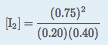 [I₂] = (0.75)² / (0.20)(0.40)